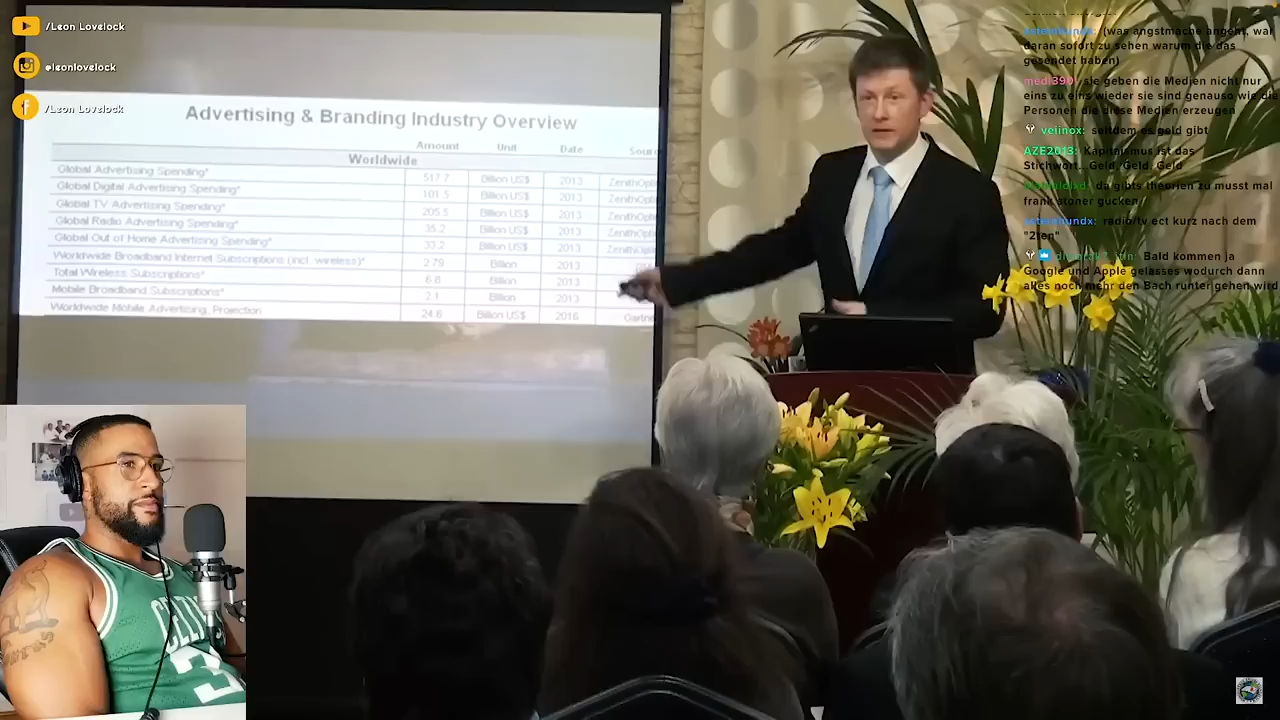 /Leon Lovelock
@leonlovelock
/Leon Lovelock
Advertising & Branding Industry Overview
Amount Unit Date
Worldwide
Global Advertising Spending* 517.7 Billion US$ 2013
Global Digital Advertising Spending* 101.5 Billion US$ 2013
Global TV Advertising Spending* 205.5 Billion US$ 2013
Global Radio Advertising Spending* 35.2 Billion US$ 2013
Global Out of Home Advertising Spending* 33.2 Billion US$ 2013
Worldwide Broadband Internet Subscriptions (incl. wireless)* 2.79 Billion 2013
Total Wireless Subscriptions* 6.8 Billion 2013
Mobile Broadband Subscriptions* 2.1 Billion 2013
Worldwide Mobile Advertising, Projection 24.6 Billion US$ 2016
(was angstmache angeht, war
daran sofort zu sehen warum die das
gesendet haben)
medi390: sie geben die Medien nicht nur
eins zu eins wieder sie sind genauso wie die
Personen die diese Medien erzeugen
veiinox: seitdem es geld gibt
AZE2013: Kapitalismus ist das
Stichwort...Geld, Geld, Geld
da gibts theorien zu musst mal
frank stoner gucken
radio/tv ect kurz nach dem
"2ten"
Bald kommen ja
Google und Apple gelasses wodurch dann
alles noch mehr den Bach runter gehen wird